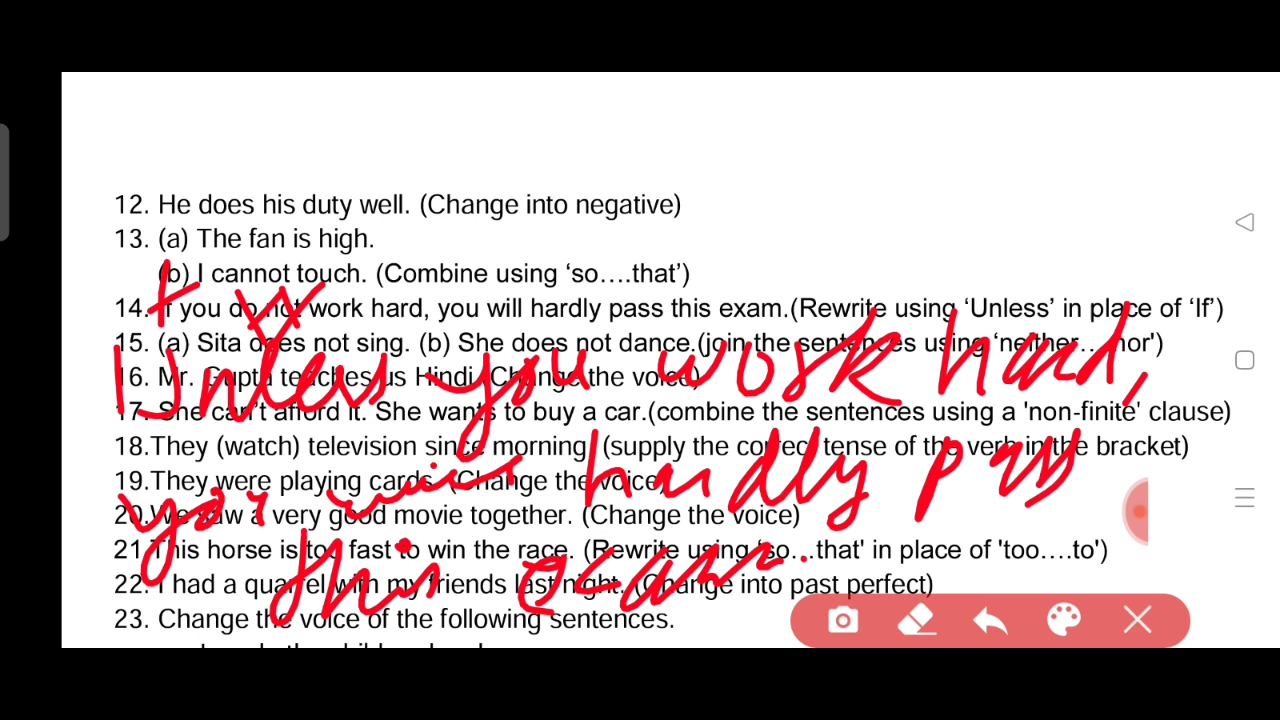 12. He does his duty well. (Change into negative)
13. (a) The fan is high.
(b) I cannot touch. (Combine using ‘so….that’)
14. If you do not work hard, you will hardly pass this exam.(Rewrite using ‘Unless’ in place of ‘If’)
15. (a) Sita does not sing. (b) She does not dance.(join the sentences using ‘neither…nor')
Unless you work hard,
16. Mr. Gupta teaches us Hindi.(Change the voice)
17. She can't afford it. She wants to buy a car.(combine the sentences using a 'non-finite' clause)
18.They (watch) television since morning. (supply the correct tense of the verb in the bracket)
you will hardly pass
19.They were playing cards. (Change the voice)
20.We saw a very good movie together. (Change the voice)
21.This horse is too fast to win the race. (Rewrite using 'so…that' in place of 'too….to')
this exam.
22. I had a quarrel with my friends last night. (Change into past perfect)
23. Change the voice of the following sentences.